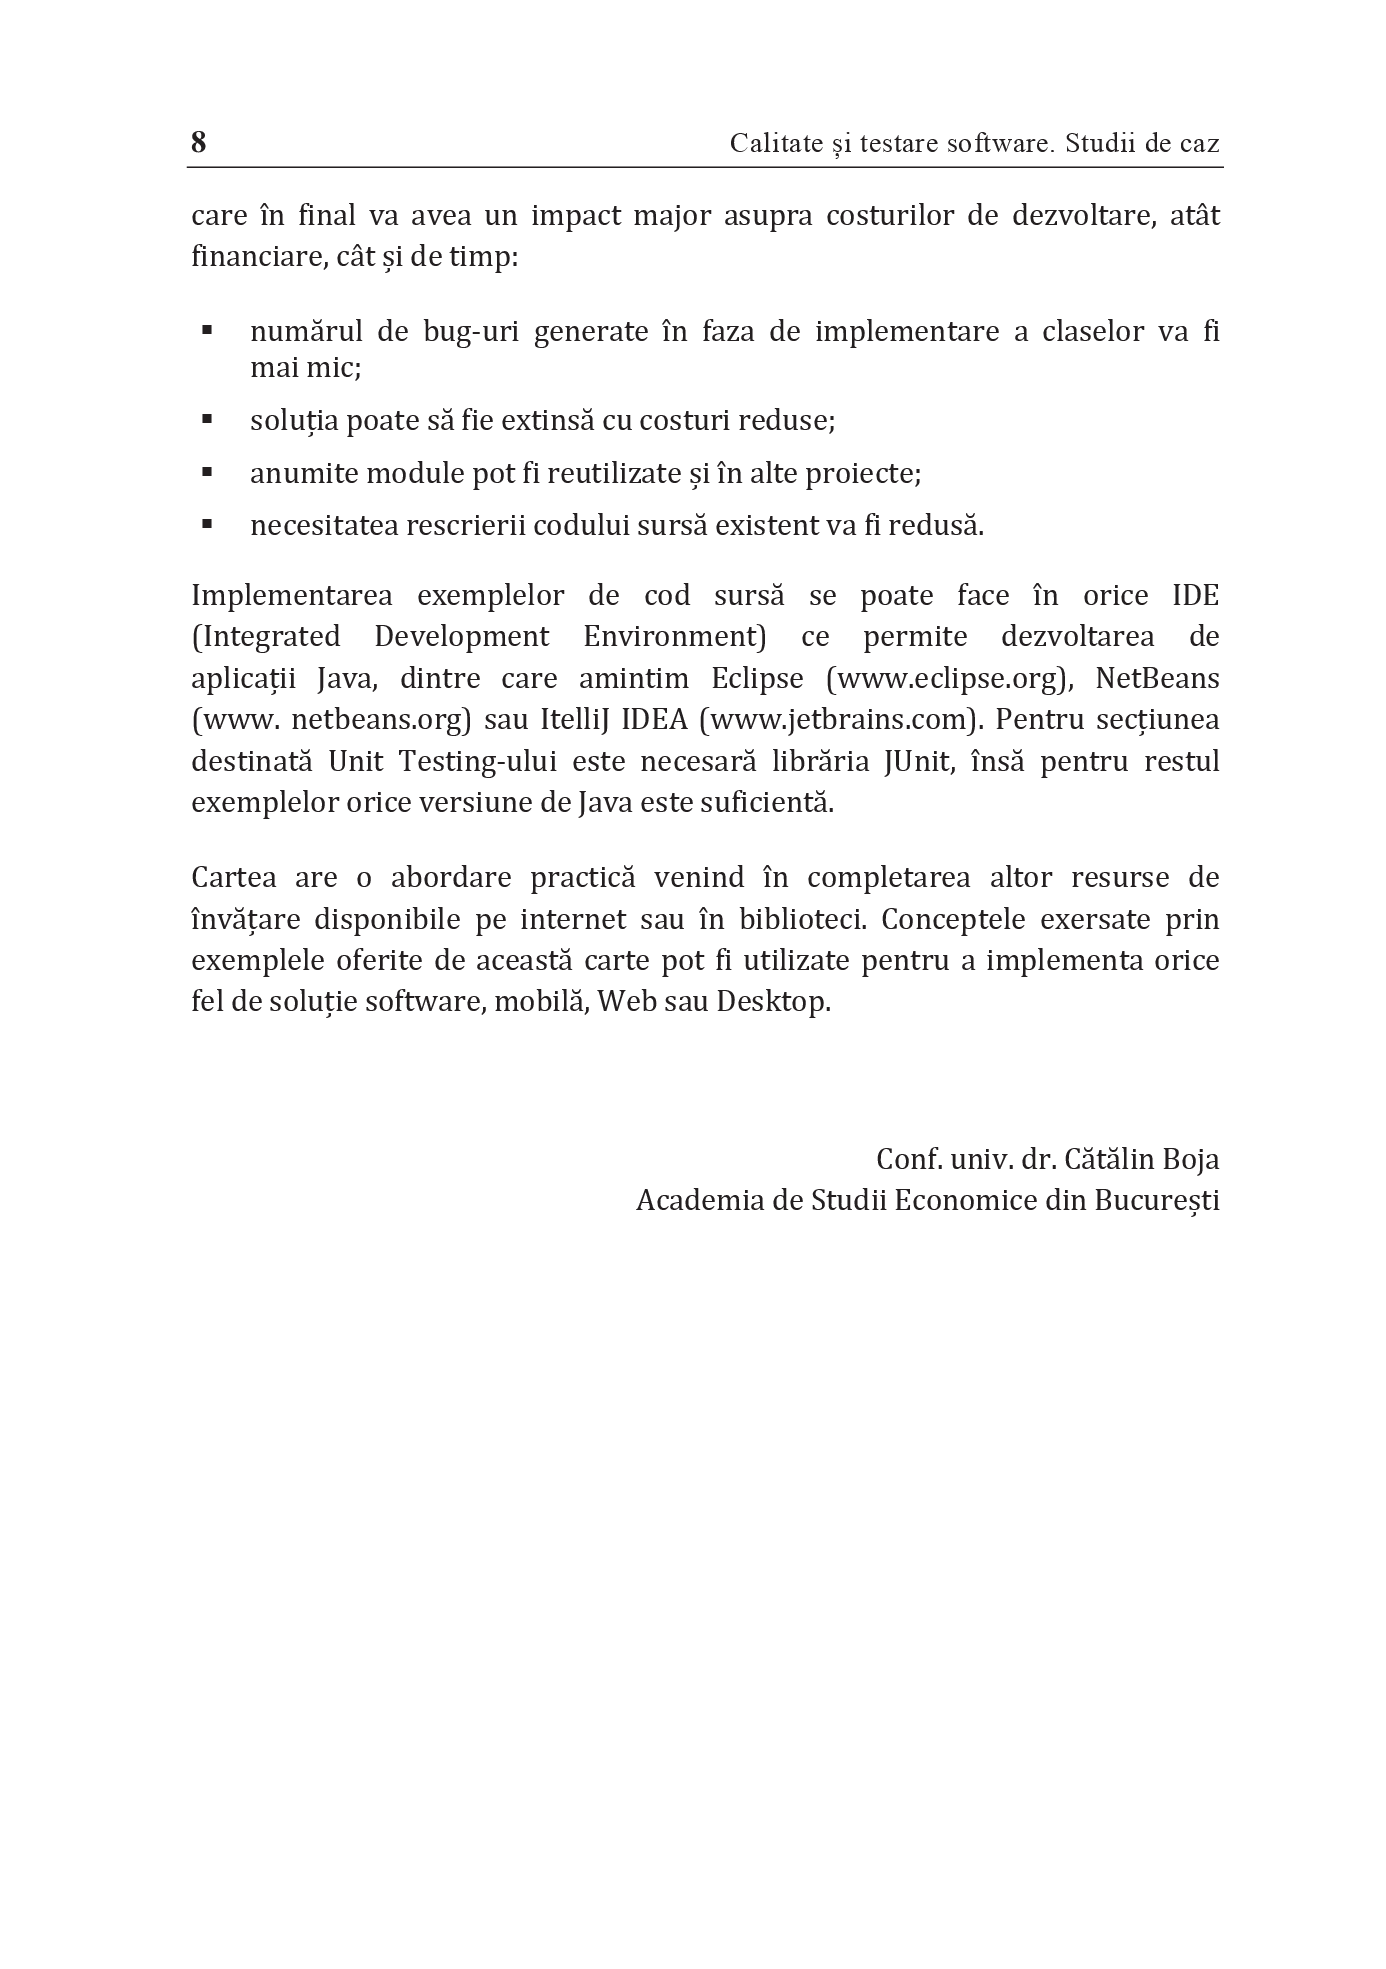 8 Calitate și testare software. Studii de caz
care în final va avea un impact major asupra costurilor de dezvoltare, atât
financiare, cât și de timp:
▪ numărul de bug-uri generate în faza de implementare a claselor va fi
mai mic;
▪ soluția poate să fie extinsă cu costuri reduse;
▪ anumite module pot fi reutilizate și în alte proiecte;
▪ necesitatea rescrierii codului sursă existent va fi redusă.
Implementarea exemplelor de cod sursă se poate face în orice IDE
(Integrated Development Environment) ce permite dezvoltarea de
aplicații Java, dintre care amintim Eclipse (www.eclipse.org), NetBeans
(www. netbeans.org) sau ItelliJ IDEA (www.jetbrains.com). Pentru secțiunea
destinată Unit Testing-ului este necesară librăria JUnit, însă pentru restul
exemplelor orice versiune de Java este suficientă.
Cartea are o abordare practică venind în completarea altor resurse de
învățare disponibile pe internet sau în biblioteci. Conceptele exersate prin
exemplele oferite de această carte pot fi utilizate pentru a implementa orice
fel de soluție software, mobilă, Web sau Desktop.
Conf. univ. dr. Cătălin Boja
Academia de Studii Economice din București